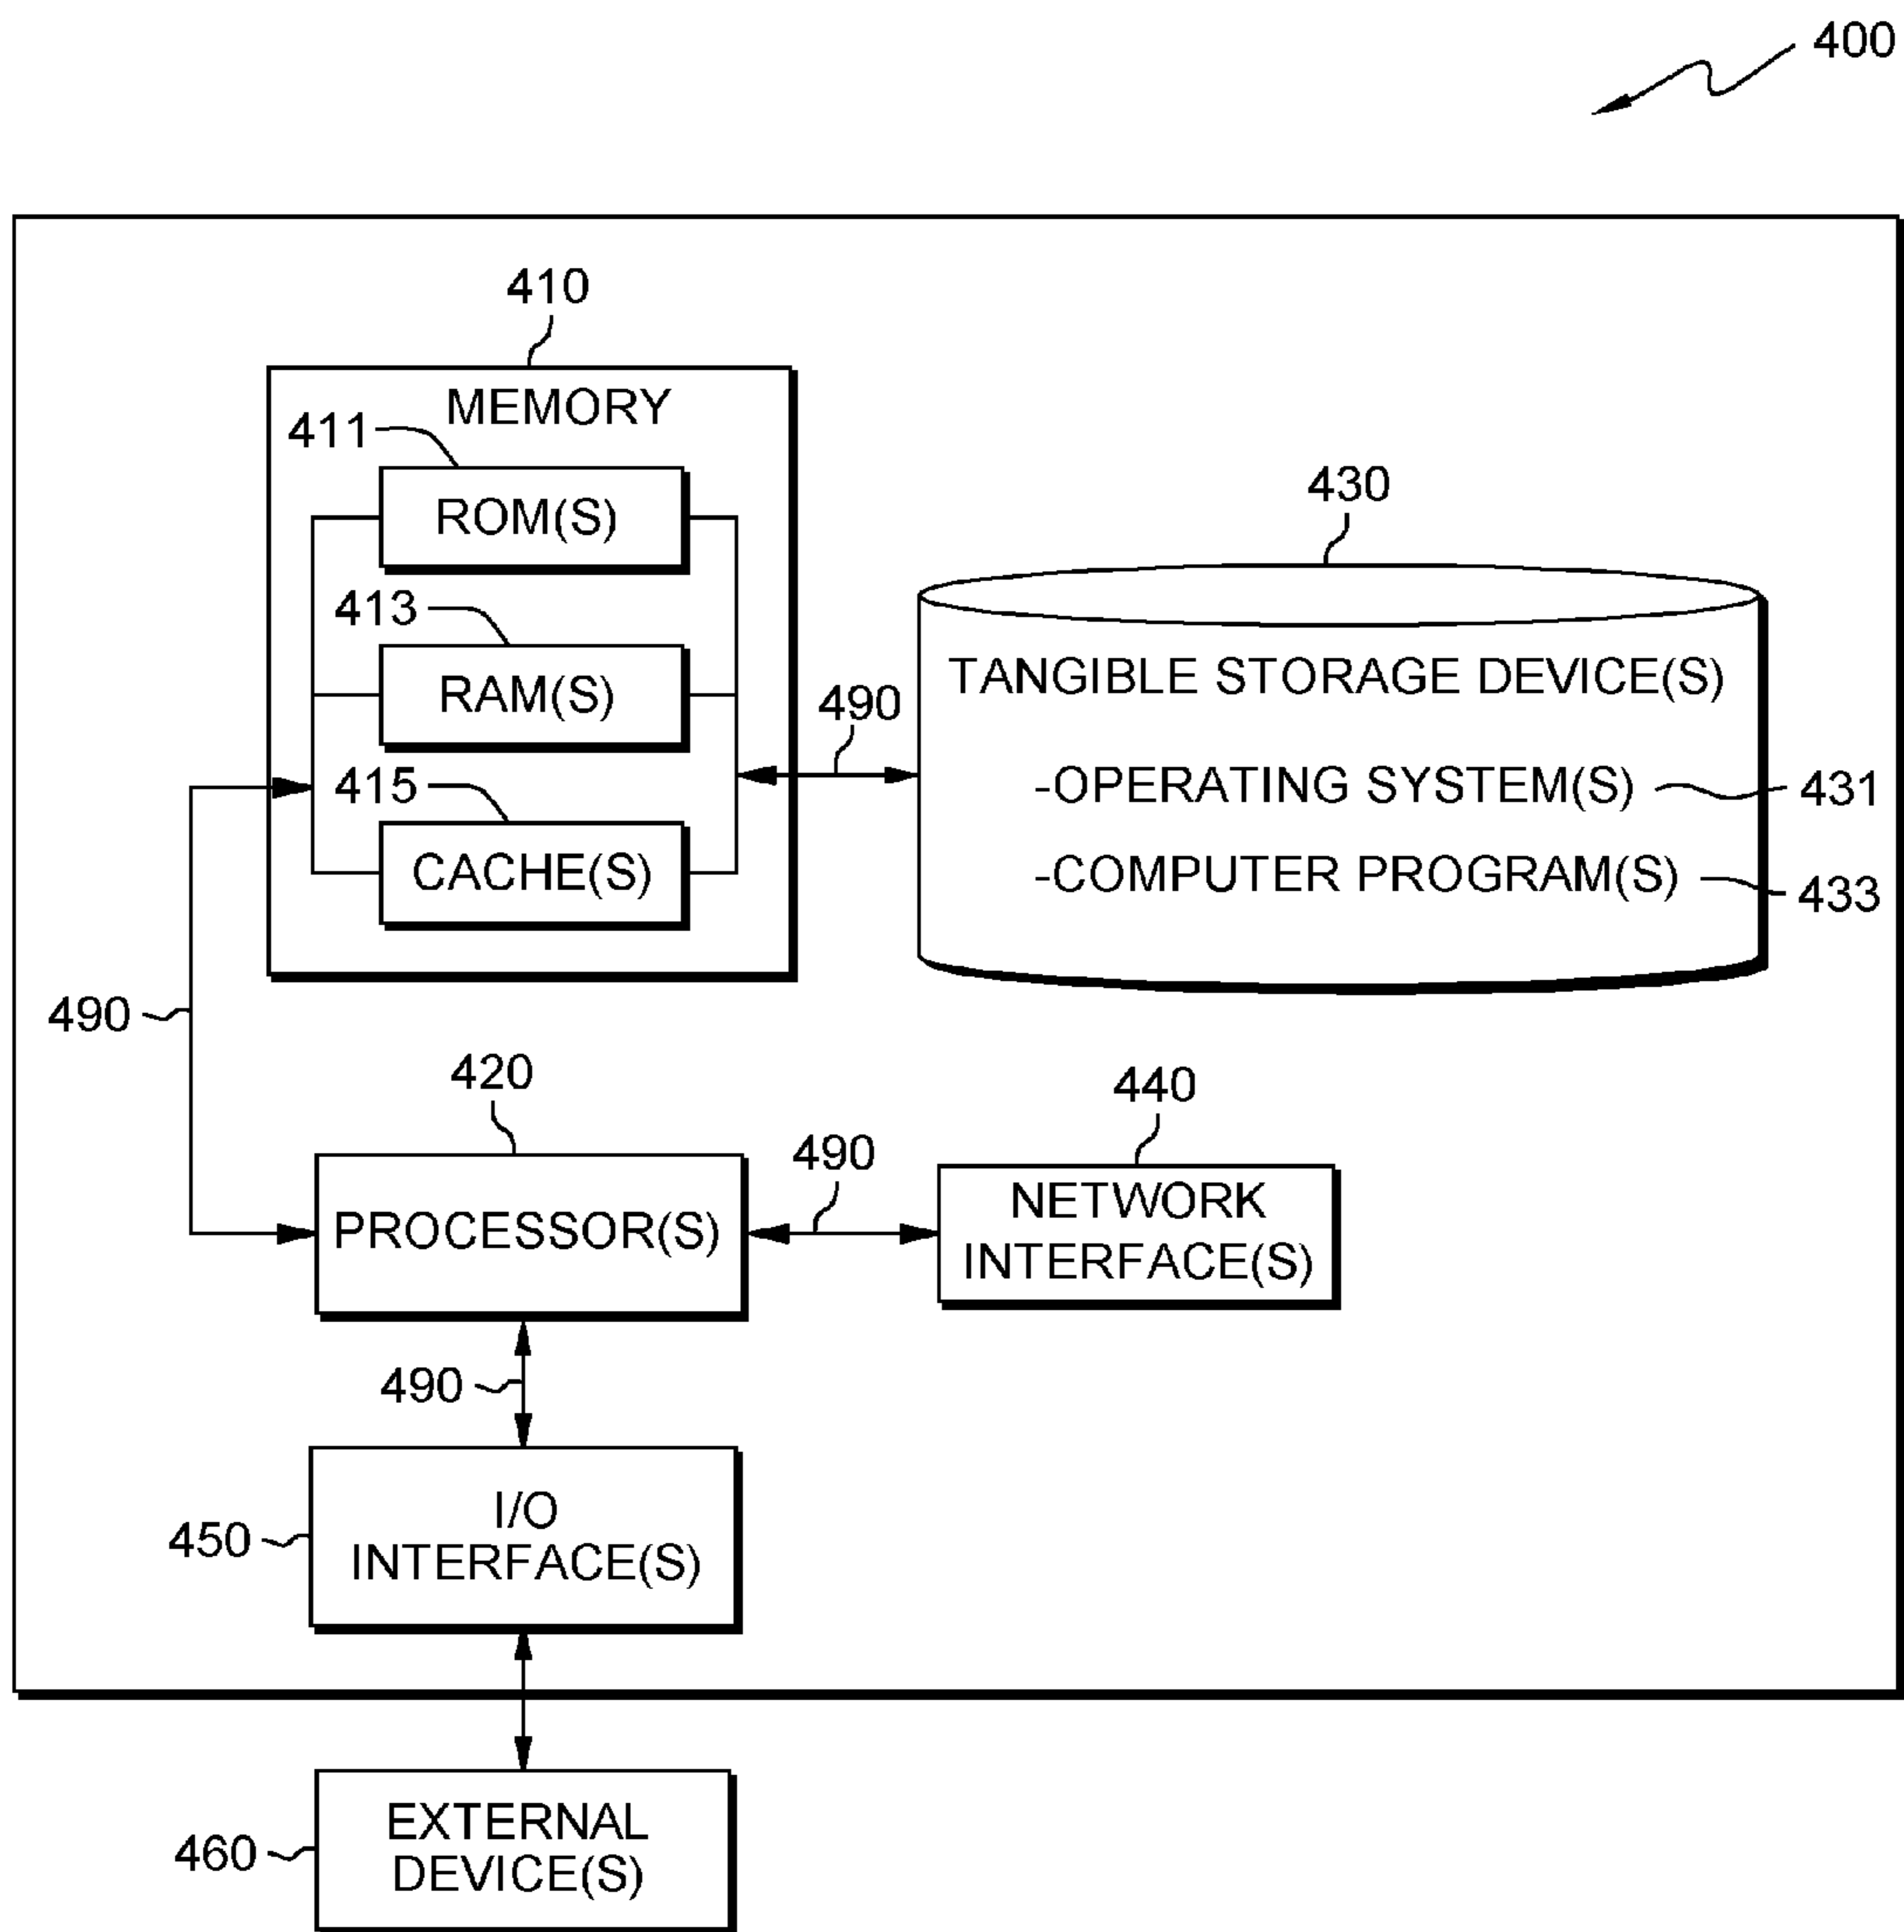 400
410
MEMORY
411
ROM(S)
430
413
RAM(S)
TANGIBLE STORAGE DEVICE(S)
490
415
-OPERATING SYSTEM(S)
431
CACHE(S)
-COMPUTER PROGRAM(S)
433
490
420
440
490
PROCESSOR(S)
NETWORK
INTERFACE(S)
490
I/O
INTERFACE(S)
450
EXTERNAL
DEVICE(S)
460